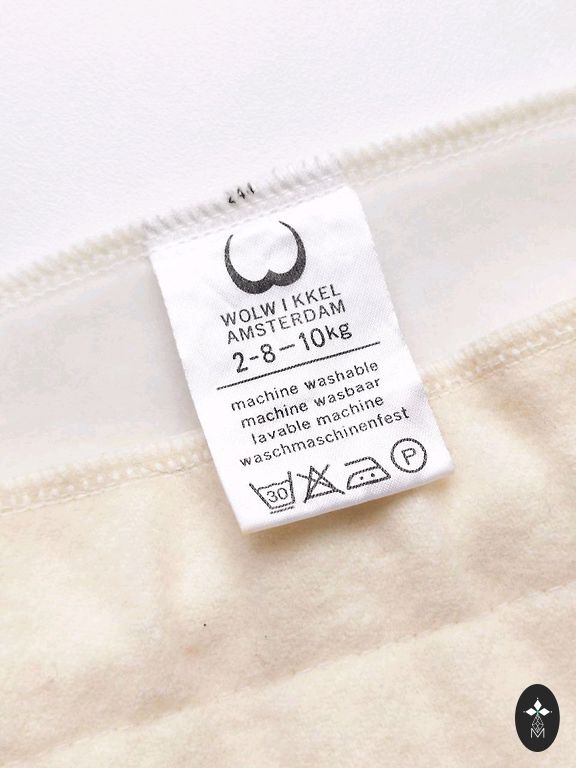 WOLWIKKEL
AMSTERDAM
2-8-10kg
machine washable
machine wasbaar
lavable machine
waschmaschinenfest
30 P
M